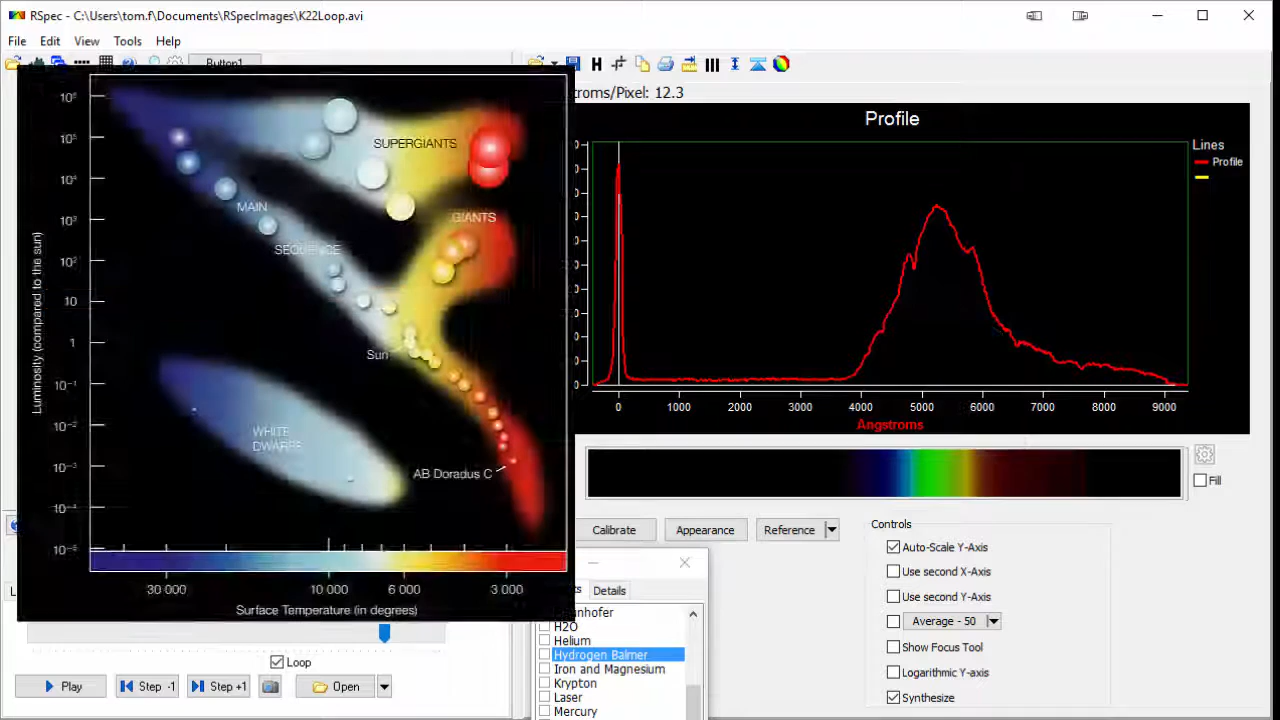 RSpec - C:\Users\tom.f\Documents\RSpecImages\K22Loop.avi
File Edit View Tools Help
Button1
Angstroms/Pixel: 12.3
Profile
Lines
Profile
0 1000 2000 3000 4000 5000 6000 7000 8000 9000
Angstroms
Luminosity (compared to the sun)
10⁶
10⁵
10⁴
10³
10²
10
1
10⁻¹
10⁻²
10⁻³
10⁻⁴
10⁻⁵
SUPERGIANTS
GIANTS
MAIN
SEQUENCE
Sun
WHITE
DWARFS
AB Doradus C
30 000 10 000 6 000 3 000
Surface Temperature (in degrees)
Fill
Calibrate Appearance Reference
Controls
Auto-Scale Y-Axis
Use second X-Axis
Use second Y-Axis
Average - 50
Show Focus Tool
Logarithmic Y-axis
Synthesize
Details
H2O
Helium
Hydrogen Balmer
Iron and Magnesium
Krypton
Laser
Mercury
Loop
Play Step -1 Step +1 Open